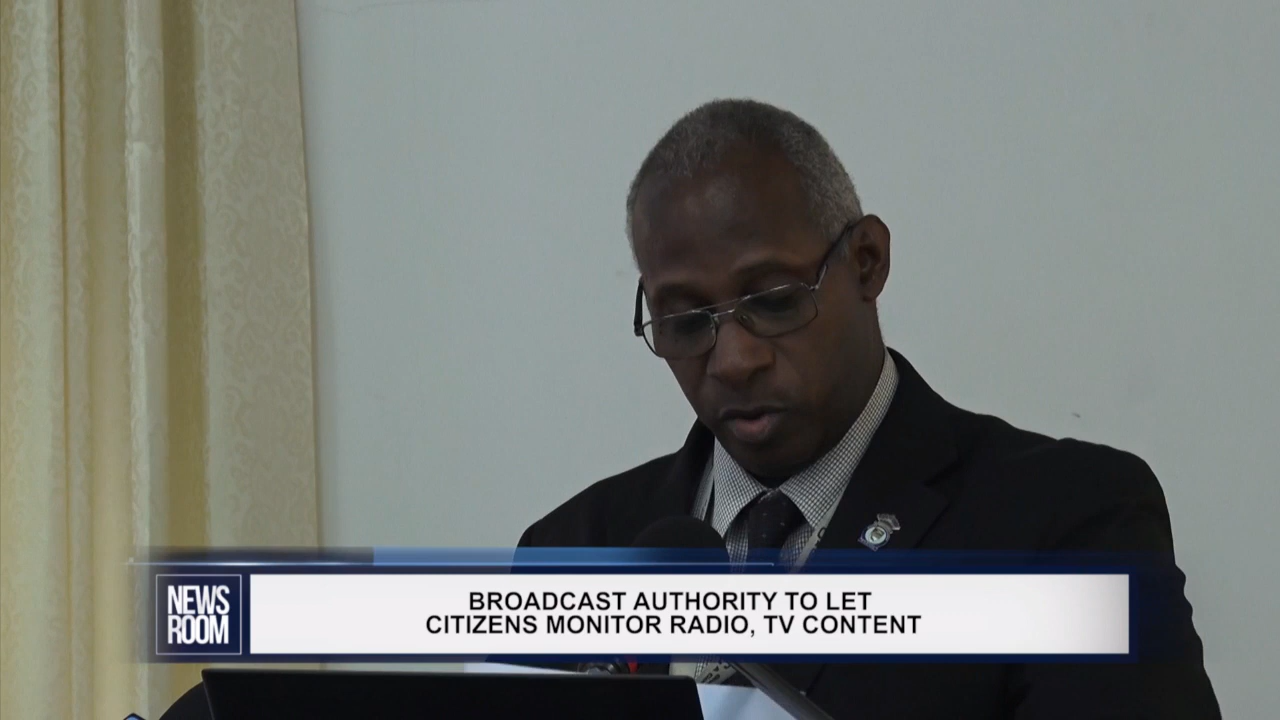 NEWS
ROOM
BROADCAST AUTHORITY TO LET
CITIZENS MONITOR RADIO, TV CONTENT